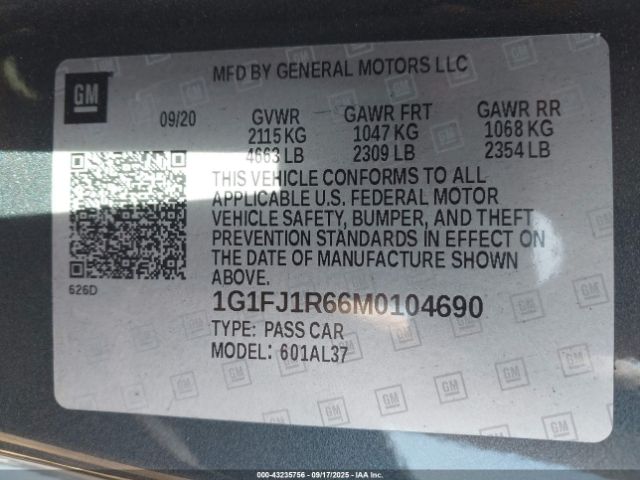 GM
MFD BY GENERAL MOTORS LLC
09/20 GVWR GAWR FRT GAWR RR
2115 KG 1047 KG 1068 KG
4663 LB 2309 LB 2354 LB
THIS VEHICLE CONFORMS TO ALL
APPLICABLE U.S. FEDERAL MOTOR
VEHICLE SAFETY, BUMPER, AND THEFT
PREVENTION STANDARDS IN EFFECT ON
THE DATE OF MANUFACTURE SHOWN
ABOVE.
626D
1G1FJ1R66M0104690
TYPE: PASS CAR
MODEL: 601AL37
000-43235756 - 09/17/2025 - IAA Inc.